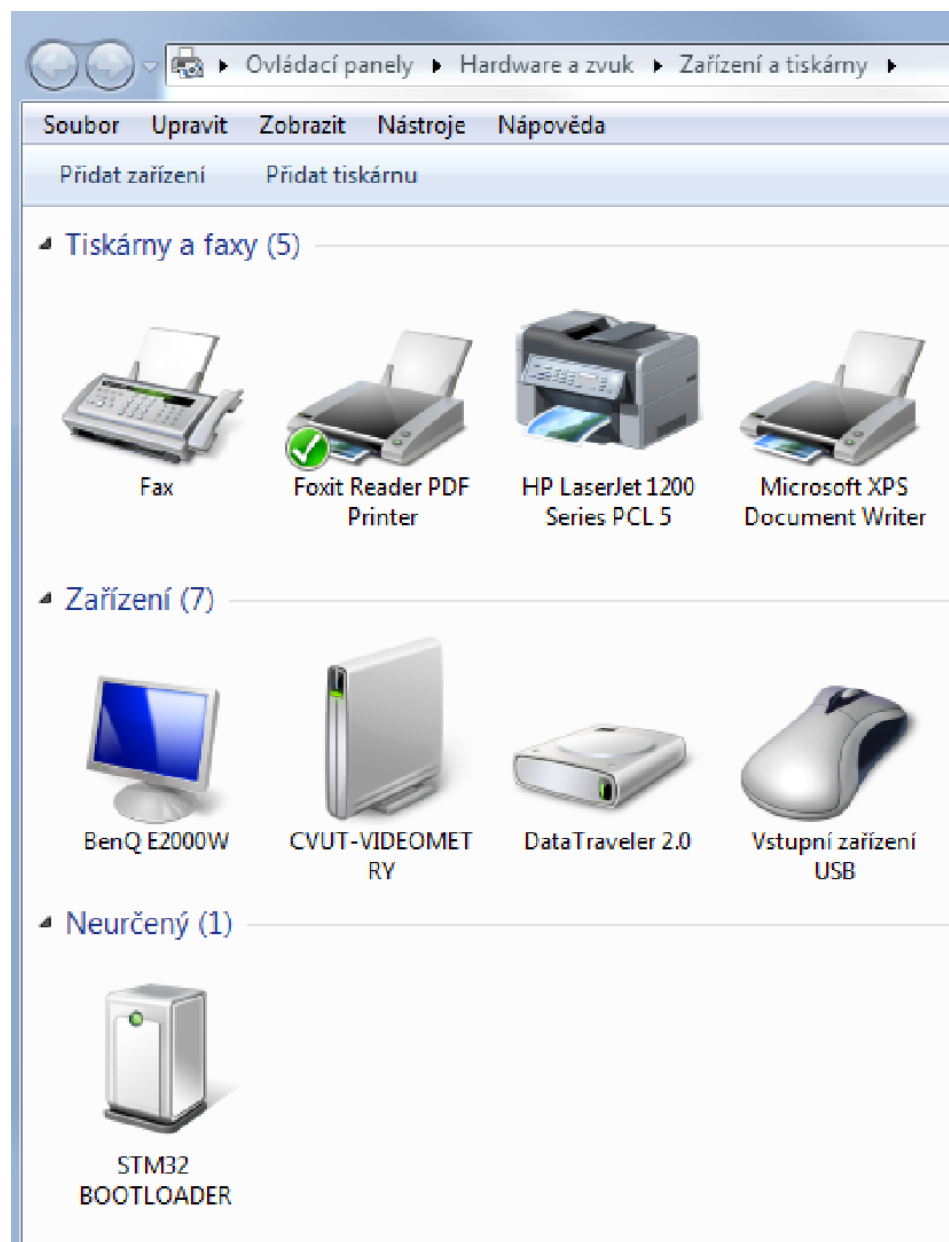 Ovládací panely ▸ Hardware a zvuk ▸ Zařízení a tiskárny ▸
Soubor Upravit Zobrazit Nástroje Nápověda
Přidat zařízení Přidat tiskárnu
Tiskárny a faxy (5)
Fax
Foxit Reader PDF
Printer
HP LaserJet 1200
Series PCL 5
Microsoft XPS
Document Writer
Zařízení (7)
BenQ E2000W
CVUT-VIDEOMET
RY
DataTraveler 2.0
Vstupní zařízení
USB
Neurčený (1)
STM32
BOOTLOADER